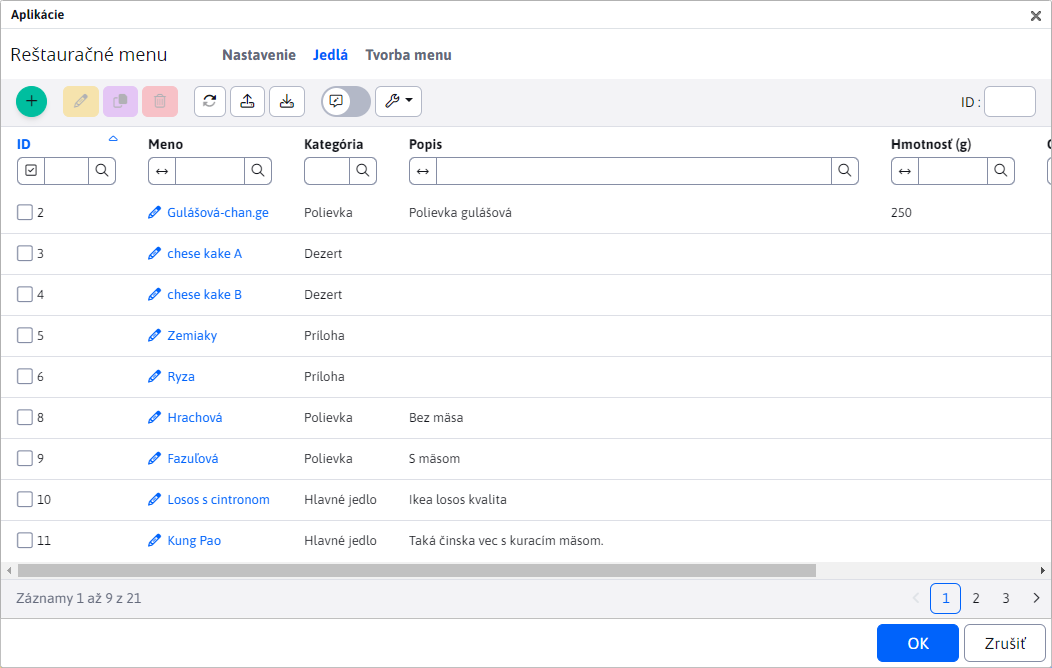 Aplikácie
Reštauračné menu Nastavenie Jedlá Tvorba menu
ID :
ID Meno Kategória Popis Hmotnosť (g)
2 Gulášová-chan.ge Polievka Polievka gulášová 250
3 chese kake A Dezert
4 chese kake B Dezert
5 Zemiaky Príloha
6 Ryza Príloha
8 Hrachová Polievka Bez mäsa
9 Fazuľová Polievka S mäsom
10 Losos s cintronom Hlavné jedlo Ikea losos kvalita
11 Kung Pao Hlavné jedlo Taká činska vec s kuracim mäsom.
Záznamy 1 až 9 z 21 1 2 3
OK Zrušiť